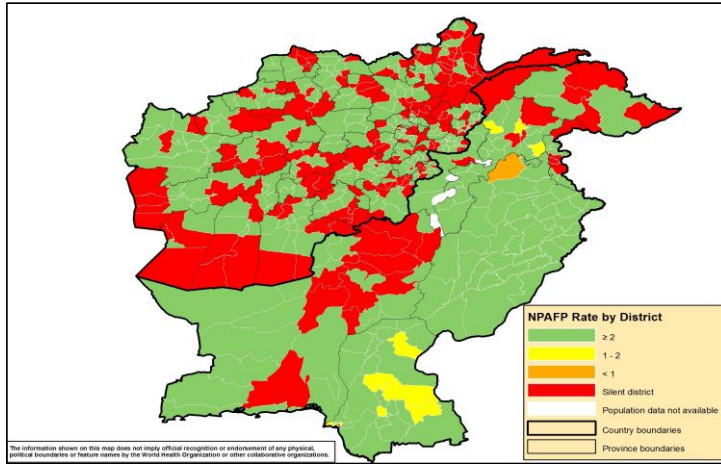 NPAFP Rate by District
≥ 2
1 - 2
< 1
Silent district
Population data not available
Country boundaries
Province boundaries
The information shown on this map does not imply official recognition or endorsement of any physical,
political boundaries or feature names by the World Health Organization or other collaborative organizations.